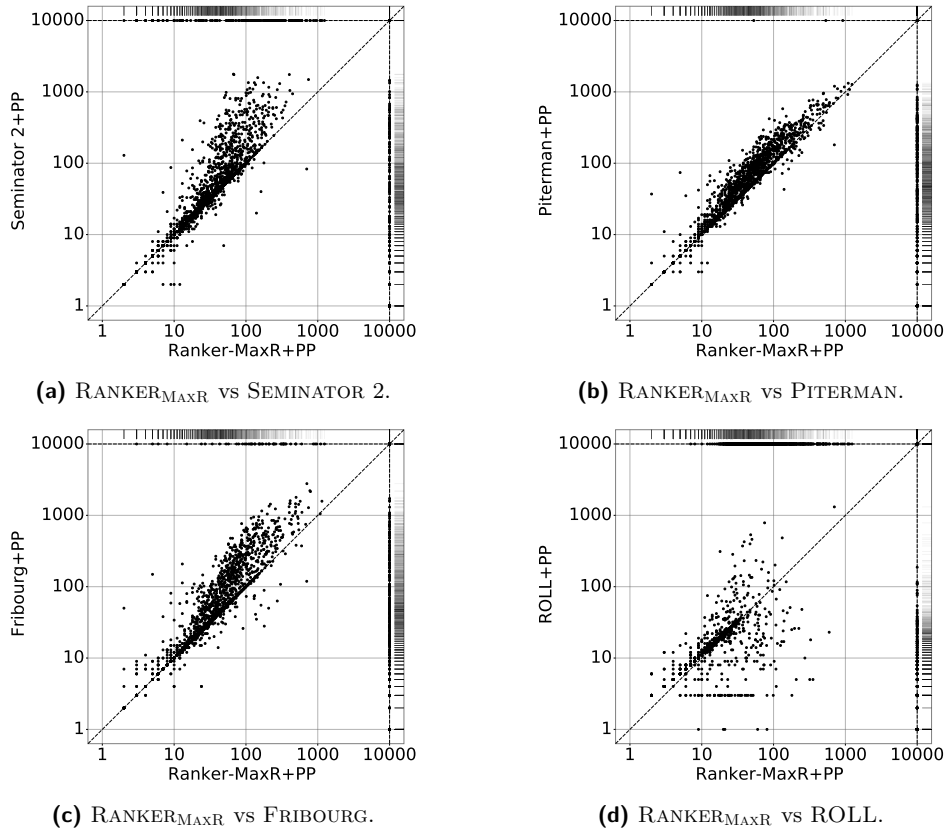 10000
1000
100
10
1
Seminator 2+PP
1 10 100 1000 10000
Ranker-MaxR+PP
(a) RANKERMAXR vs SEMINATOR 2.
10000
1000
100
10
1
Piterman+PP
1 10 100 1000 10000
Ranker-MaxR+PP
(b) RANKERMAXR vs PITERMAN.
10000
1000
100
10
1
Fribourg+PP
1 10 100 1000 10000
Ranker-MaxR+PP
(c) RANKERMAXR vs FRIBOURG.
10000
1000
100
10
1
ROLL+PP
1 10 100 1000 10000
Ranker-MaxR+PP
(d) RANKERMAXR vs ROLL.